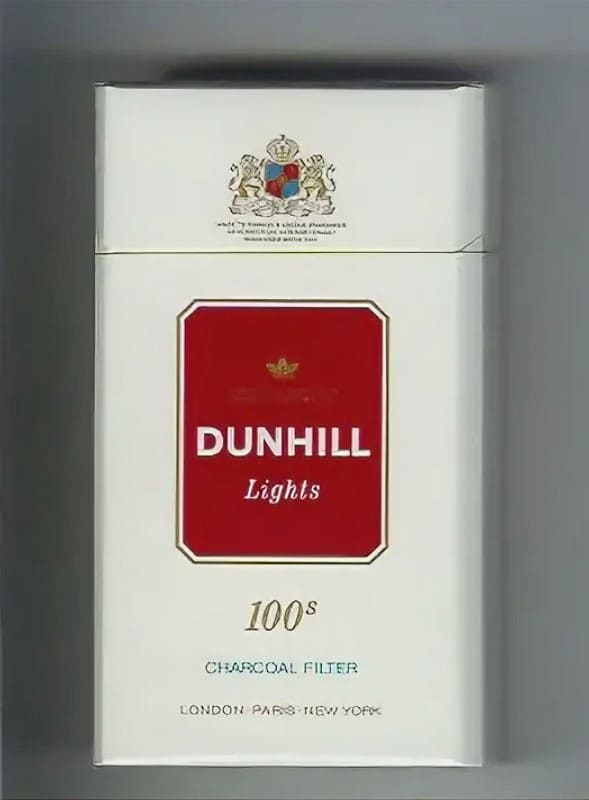 DUNHILL
Lights
100s
CHARCOAL FILTER
LONDON·PARIS·NEW YORK